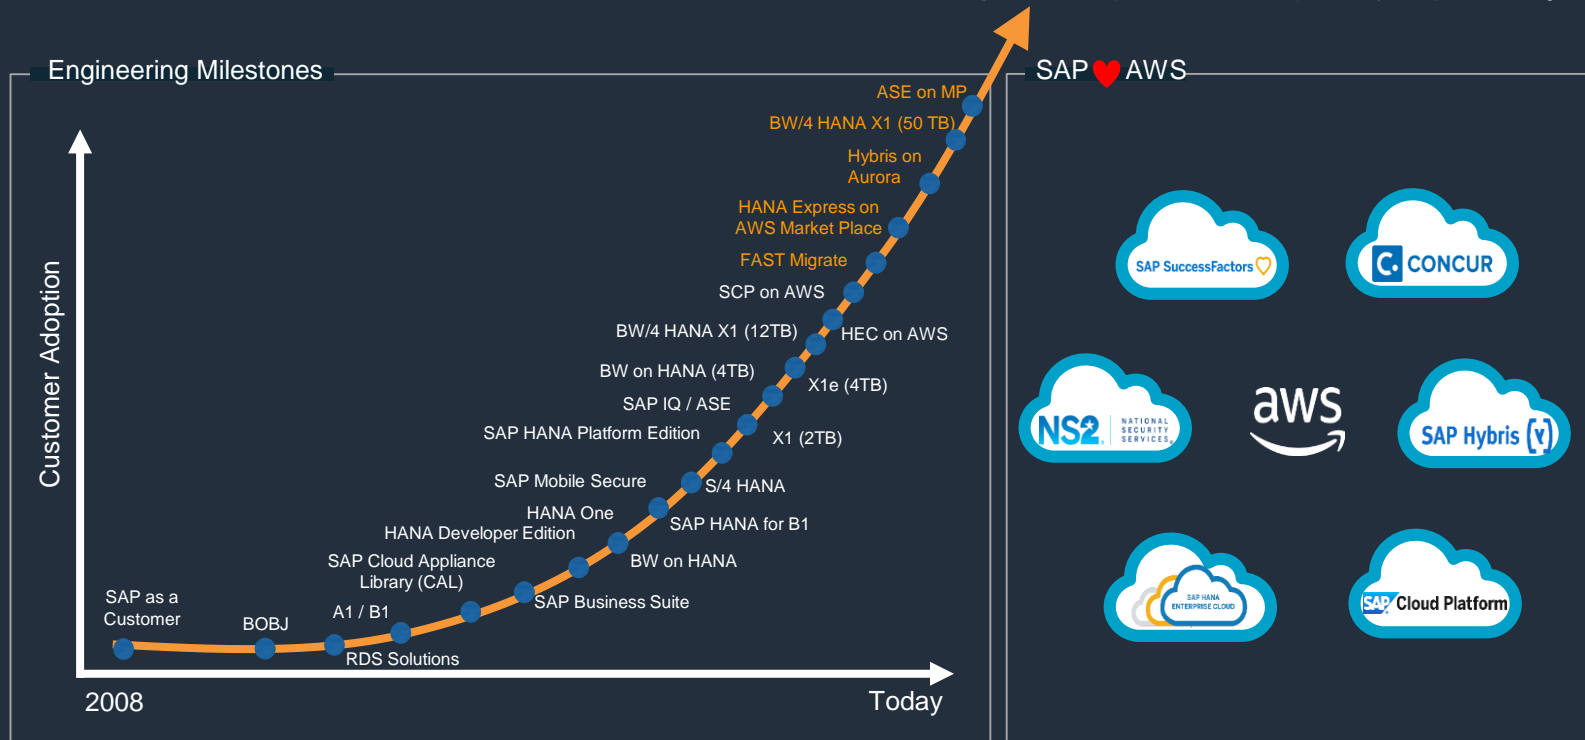 Engineering Milestones
SAP AWS
ASE on MP
BW/4 HANA X1 (50 TB)
Hybris on
Aurora
HANA Express on
AWS Market Place
FAST Migrate
SCP on AWS
BW/4 HANA X1 (12TB)
HEC on AWS
BW on HANA (4TB)
X1e (4TB)
SAP IQ / ASE
SAP HANA Platform Edition
X1 (2TB)
SAP Mobile Secure
S/4 HANA
HANA One
SAP HANA for B1
HANA Developer Edition
BW on HANA
SAP Cloud Appliance
Library (CAL)
SAP Business Suite
A1 / B1
SAP as a
Customer
BOBJ
RDS Solutions
Customer Adoption
2008
Today
SAP SuccessFactors
C. CONCUR
NS2
NATIONAL
SECURITY
SERVICES
aws
SAP Hybris (Y)
SAP HANA
ENTERPRISE CLOUD
SAP Cloud Platform